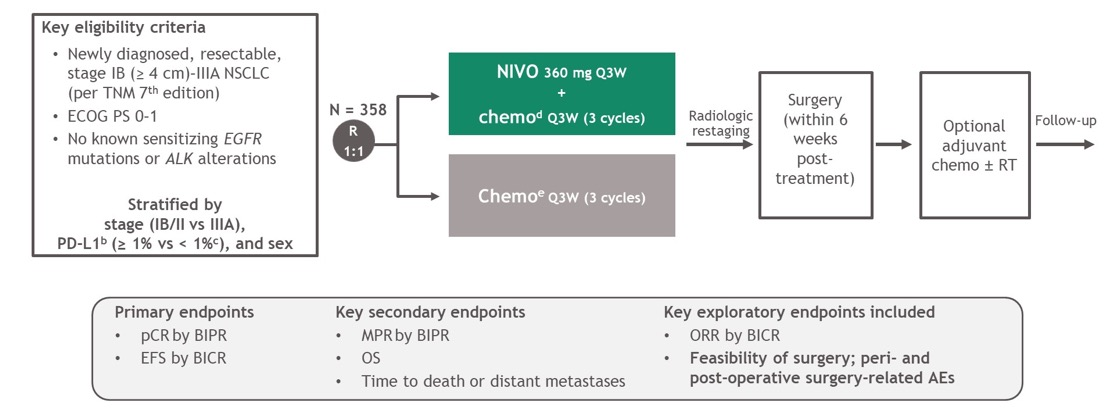 Key eligibility criteria
• Newly diagnosed, resectable,
stage IB (≥ 4 cm)-IIIA NSCLC
(per TNM 7th edition)
• ECOG PS 0-1
• No known sensitizing EGFR
mutations or ALK alterations
Stratified by
stage (IB/II vs IIIA),
PD-L1b (≥ 1% vs < 1%c), and sex
N = 358
R
1:1
NIVO 360 mg Q3W
+
chemod Q3W (3 cycles)
Chemoe Q3W (3 cycles)
Radiologic
restaging
Surgery
(within 6
weeks
post-
treatment)
Optional
adjuvant
chemo ± RT
Follow-up
Primary endpoints
• pCR by BIPR
• EFS by BICR
Key secondary endpoints
• MPR by BIPR
• OS
• Time to death or distant metastases
Key exploratory endpoints included
• ORR by BICR
• Feasibility of surgery; peri- and
post-operative surgery-related AEs